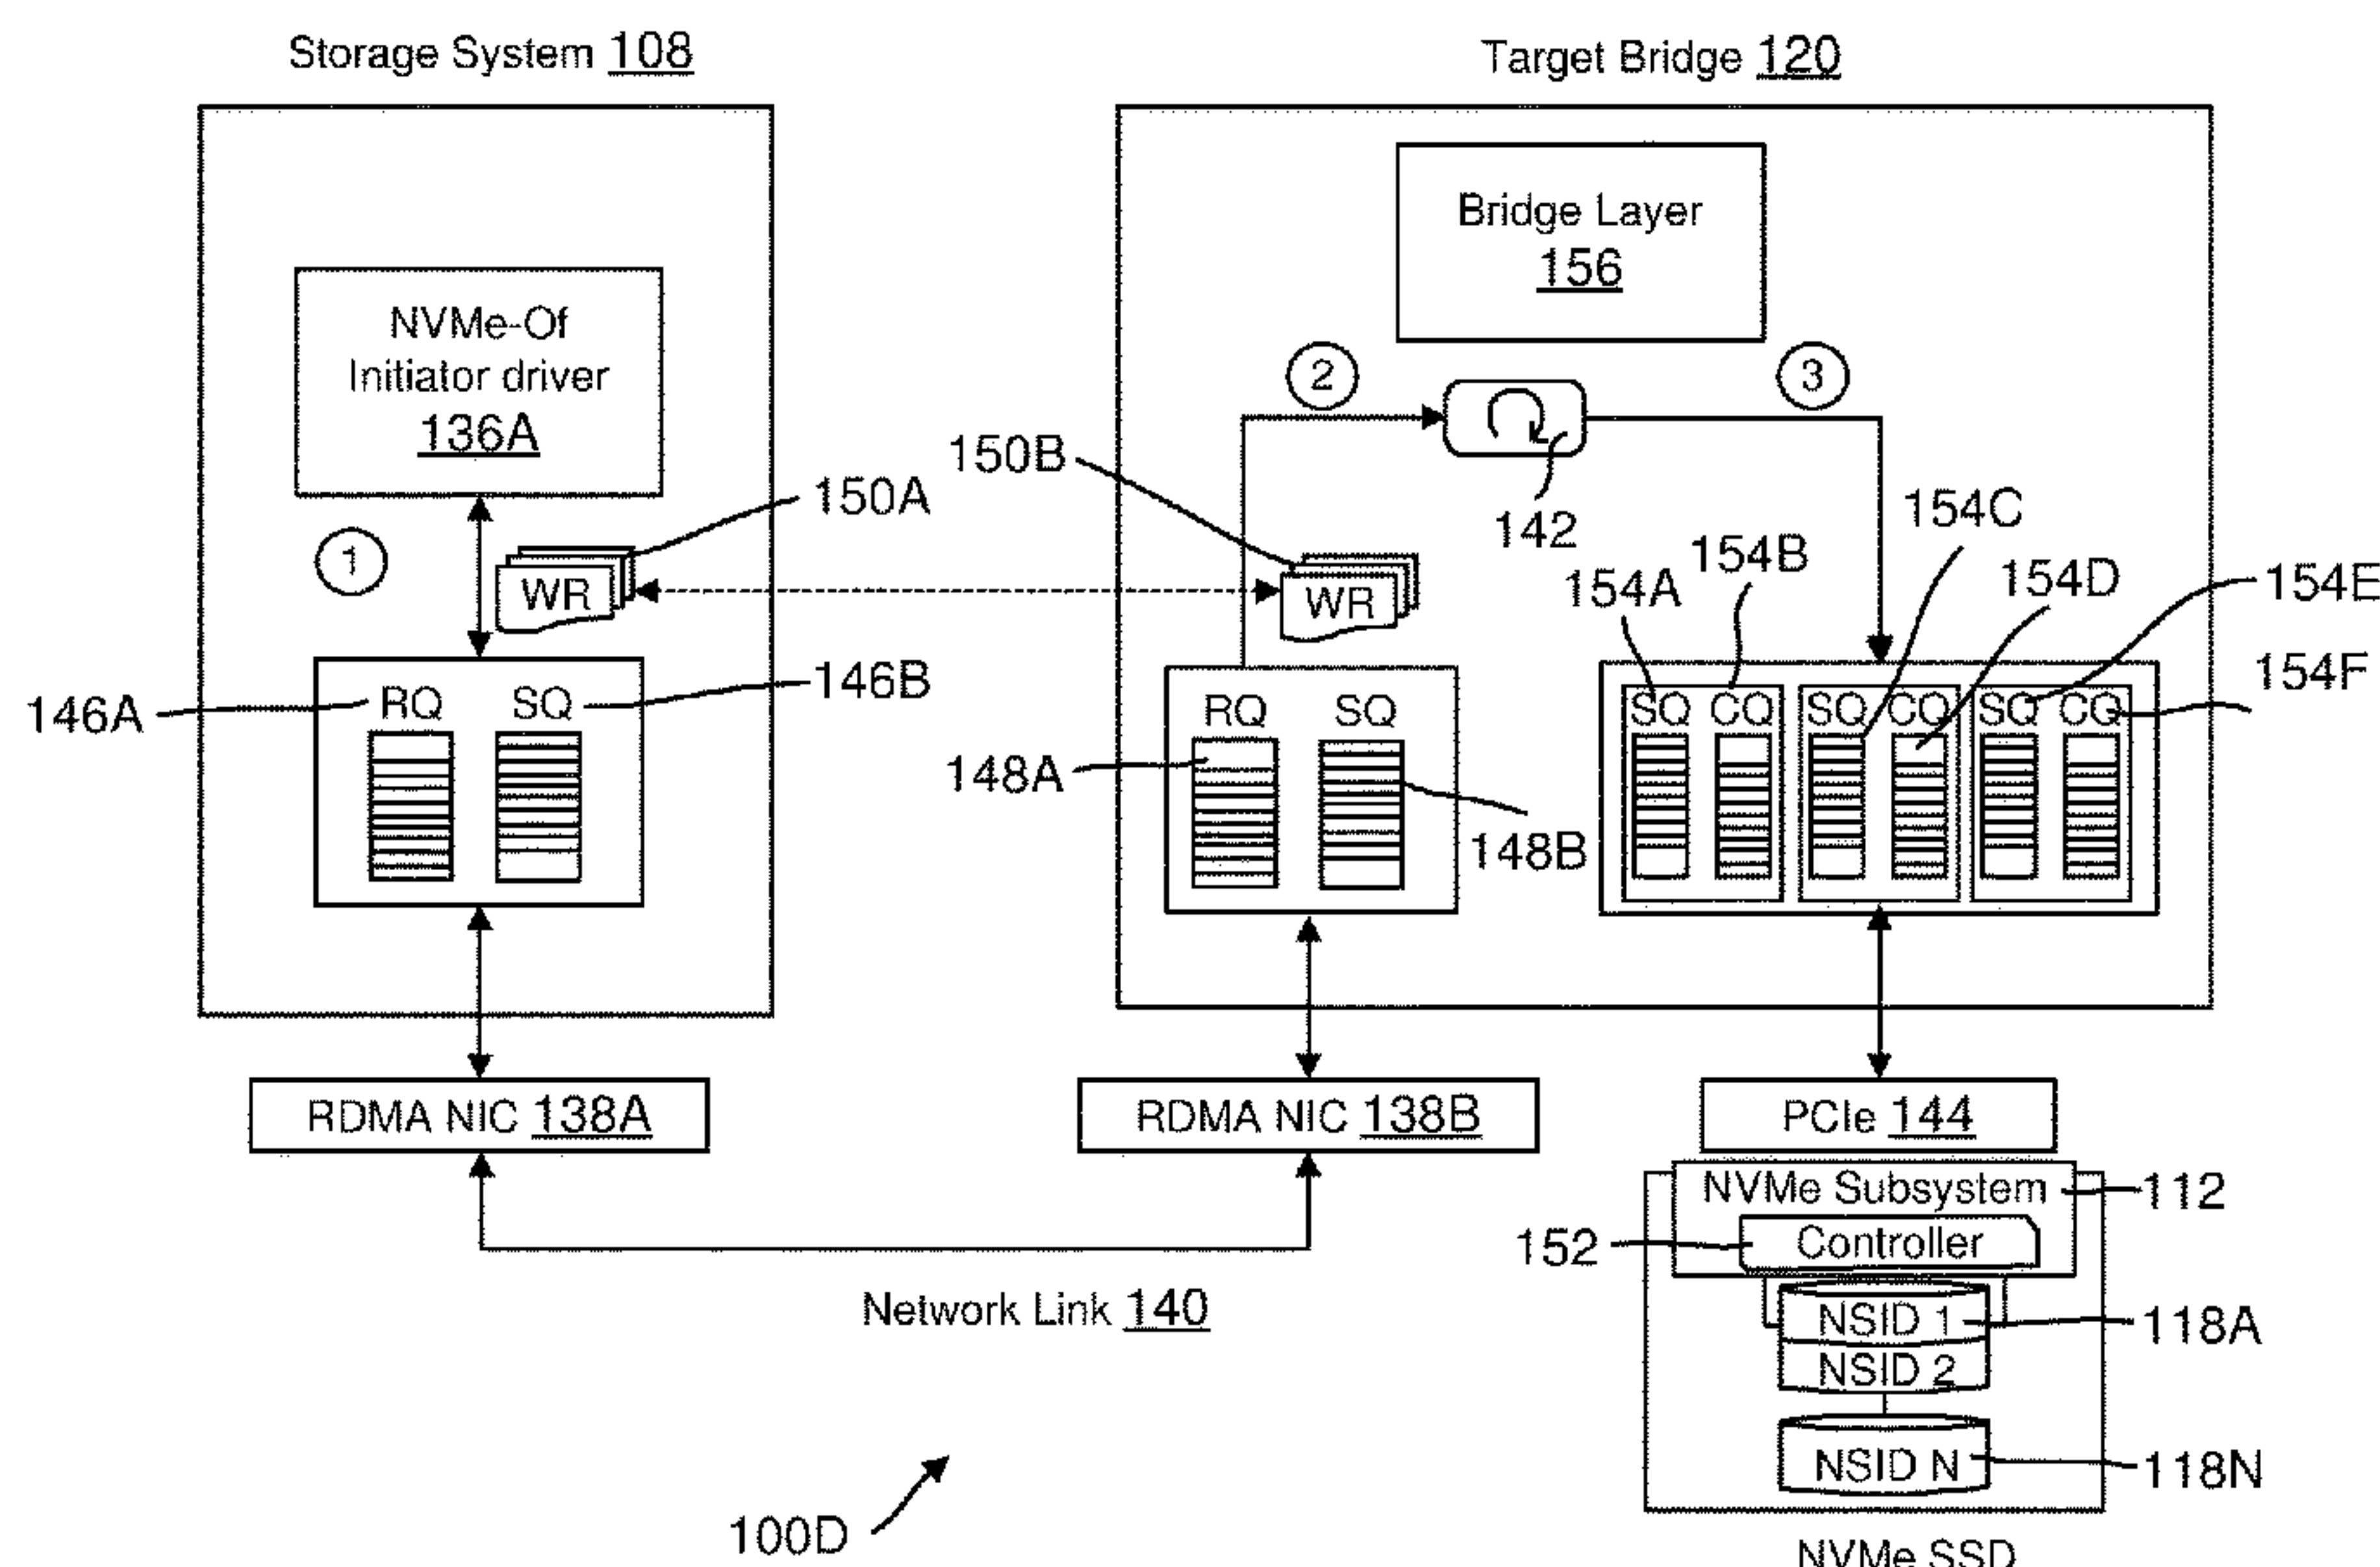 Storage System 108
Target Bridge 120
Bridge Layer
156
NVMe-Of
Initiator driver
136A
1
2
3
142
150A
150B
WR
WR
154A
154B
154C
154D
154E
154F
146A
RQ SQ
146B
148A
RQ SQ
148B
SQ CQ SQ CQ SQ CQ
RDMA NIC 138A
RDMA NIC 138B
PCIe 144
Network Link 140
NVMe Subsystem
112
152
Controller
NSID 1
118A
NSID 2
NSID N
118N
100D
NVMe SSD